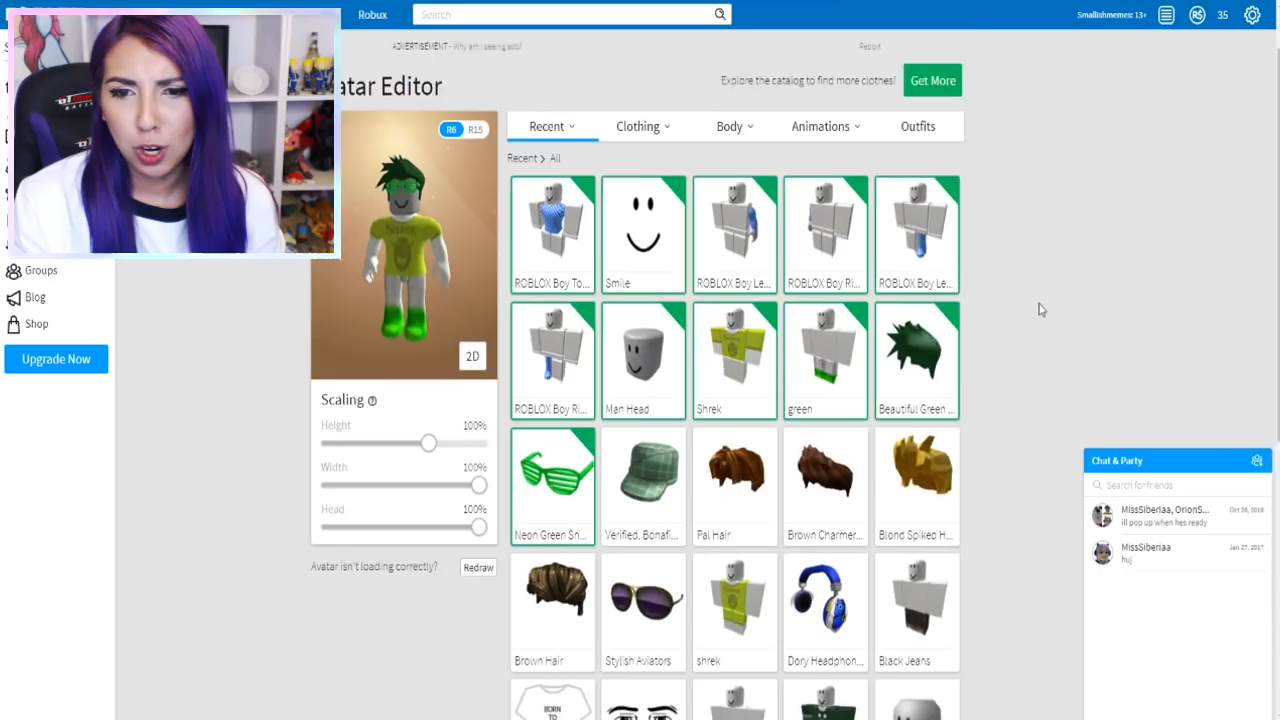 Robux
Search
Smallishmemes: 13+
35
ADVERTISEMENT - Why am I seeing ads?
Report
atar Editor
Explore the catalog to find more clothes!
Get More
R6 R15
Recent
Clothing
Body
Animations
Outfits
Recent > All
ROBLOX Boy To...
Smile
ROBLOX Boy Le...
ROBLOX Boy Ri...
ROBLOX Boy Le...
Groups
Blog
Shop
Upgrade Now
2D
ROBLOX Boy Ri...
Man Head
Shrek
green
Beautiful Green ...
Scaling
Height 100%
Width 100%
Head 100%
Neon Green Sh...
Verified, Bonafi...
Pal Hair
Brown Charmer...
Blond Spiked H...
Avatar isn't loading correctly?
Redraw
Brown Hair
Stylish Aviators
shrek
Dory Headphon...
Black Jeans
BORN
TO
Chat & Party
Search for friends
MissSiberiaa, OrionS...
ill pop up when hes ready
MissSiberiaa
Jan 27, 2017
huj